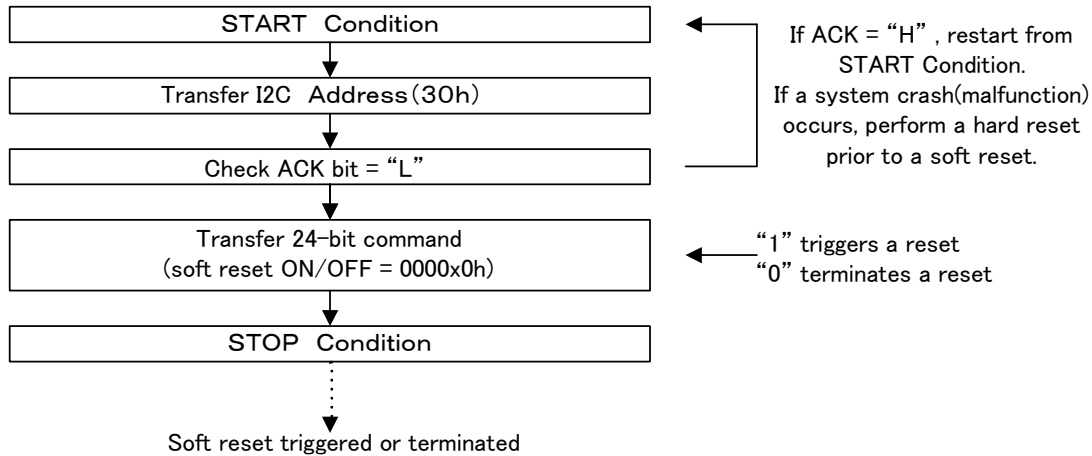 START Condition
Transfer I2C Address(30h)
Check ACK bit = “L”
If ACK = “H” , restart from
START Condition.
If a system crash(malfunction)
occurs, perform a hard reset
prior to a soft reset.
Transfer 24-bit command
(soft reset ON/OFF = 0000x0h)
“1” triggers a reset
“0” terminates a reset
STOP Condition
Soft reset triggered or terminated